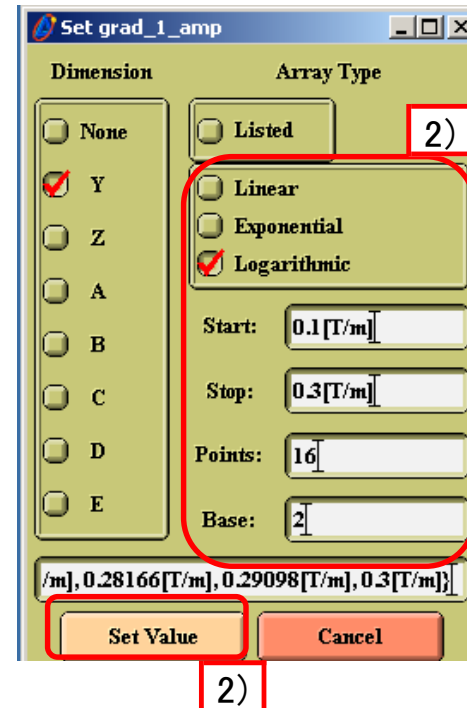 Set grad_1_amp
Dimension
Array Type
None
Y
Z
A
B
C
D
E
Listed
2)
Linear
Exponential
Logarithmic
Start: 0.1[T/m]
Stop: 0.3[T/m]
Points: 16
Base: 2
/m], 0.28166[T/m], 0.29098[T/m], 0.3[T/m]}
Set Value
Cancel
2)